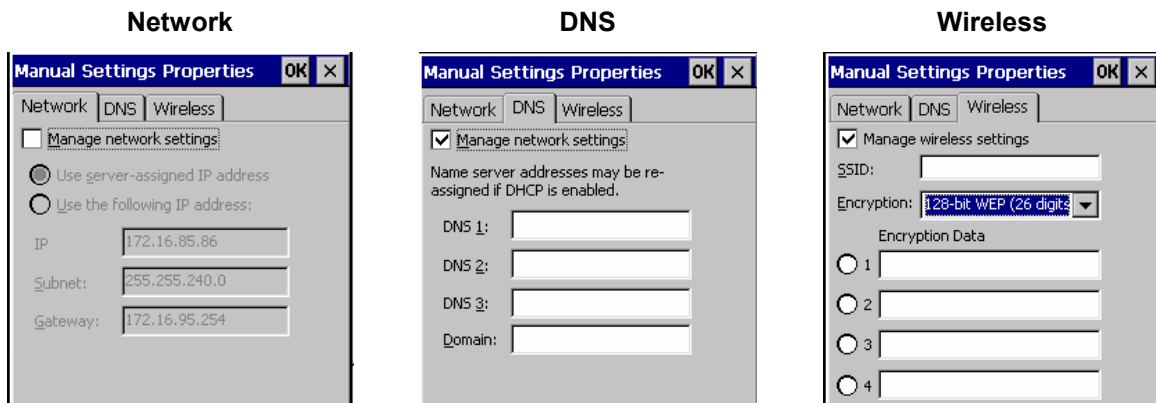 Network
DNS
Wireless
Manual Settings Properties OK ×
Network DNS Wireless
Manage network settings
Use server-assigned IP address
Use the following IP address:
IP 172.16.85.86
Subnet: 255.255.240.0
Gateway: 172.16.95.254
Manual Settings Properties OK ×
Network DNS Wireless
Manage network settings
Name server addresses may be re-
assigned if DHCP is enabled.
DNS 1:
DNS 2:
DNS 3:
Domain:
Manual Settings Properties OK ×
Network DNS Wireless
Manage wireless settings
SSID:
Encryption: 128-bit WEP (26 digits
Encryption Data
1
2
3
4